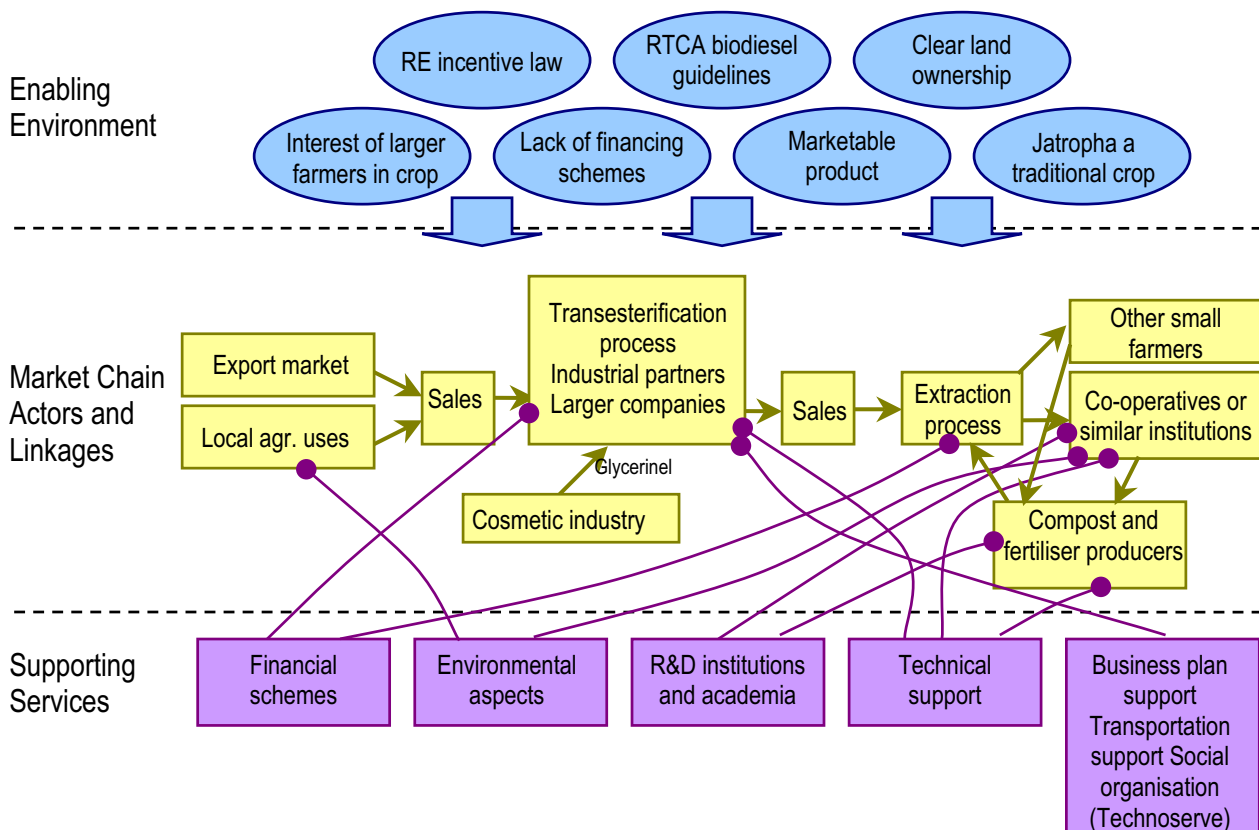 Enabling
Environment
RE incentive law
RTCA biodiesel
guidelines
Clear land
ownership
Interest of larger
farmers in crop
Lack of financing
schemes
Marketable
product
Jatropha a
traditional crop
Market Chain
Actors and
Linkages
Export market
Local agr. uses
Sales
Transesterification
process
Industrial partners
Larger companies
Glycerinel
Cosmetic industry
Sales
Extraction
process
Other small
farmers
Co-operatives or
similar institutions
Compost and
fertiliser producers
Supporting
Services
Financial
schemes
Environmental
aspects
R&D institutions
and academia
Technical
support
Business plan
support
Transportation
support Social
organisation
(Technoserve)